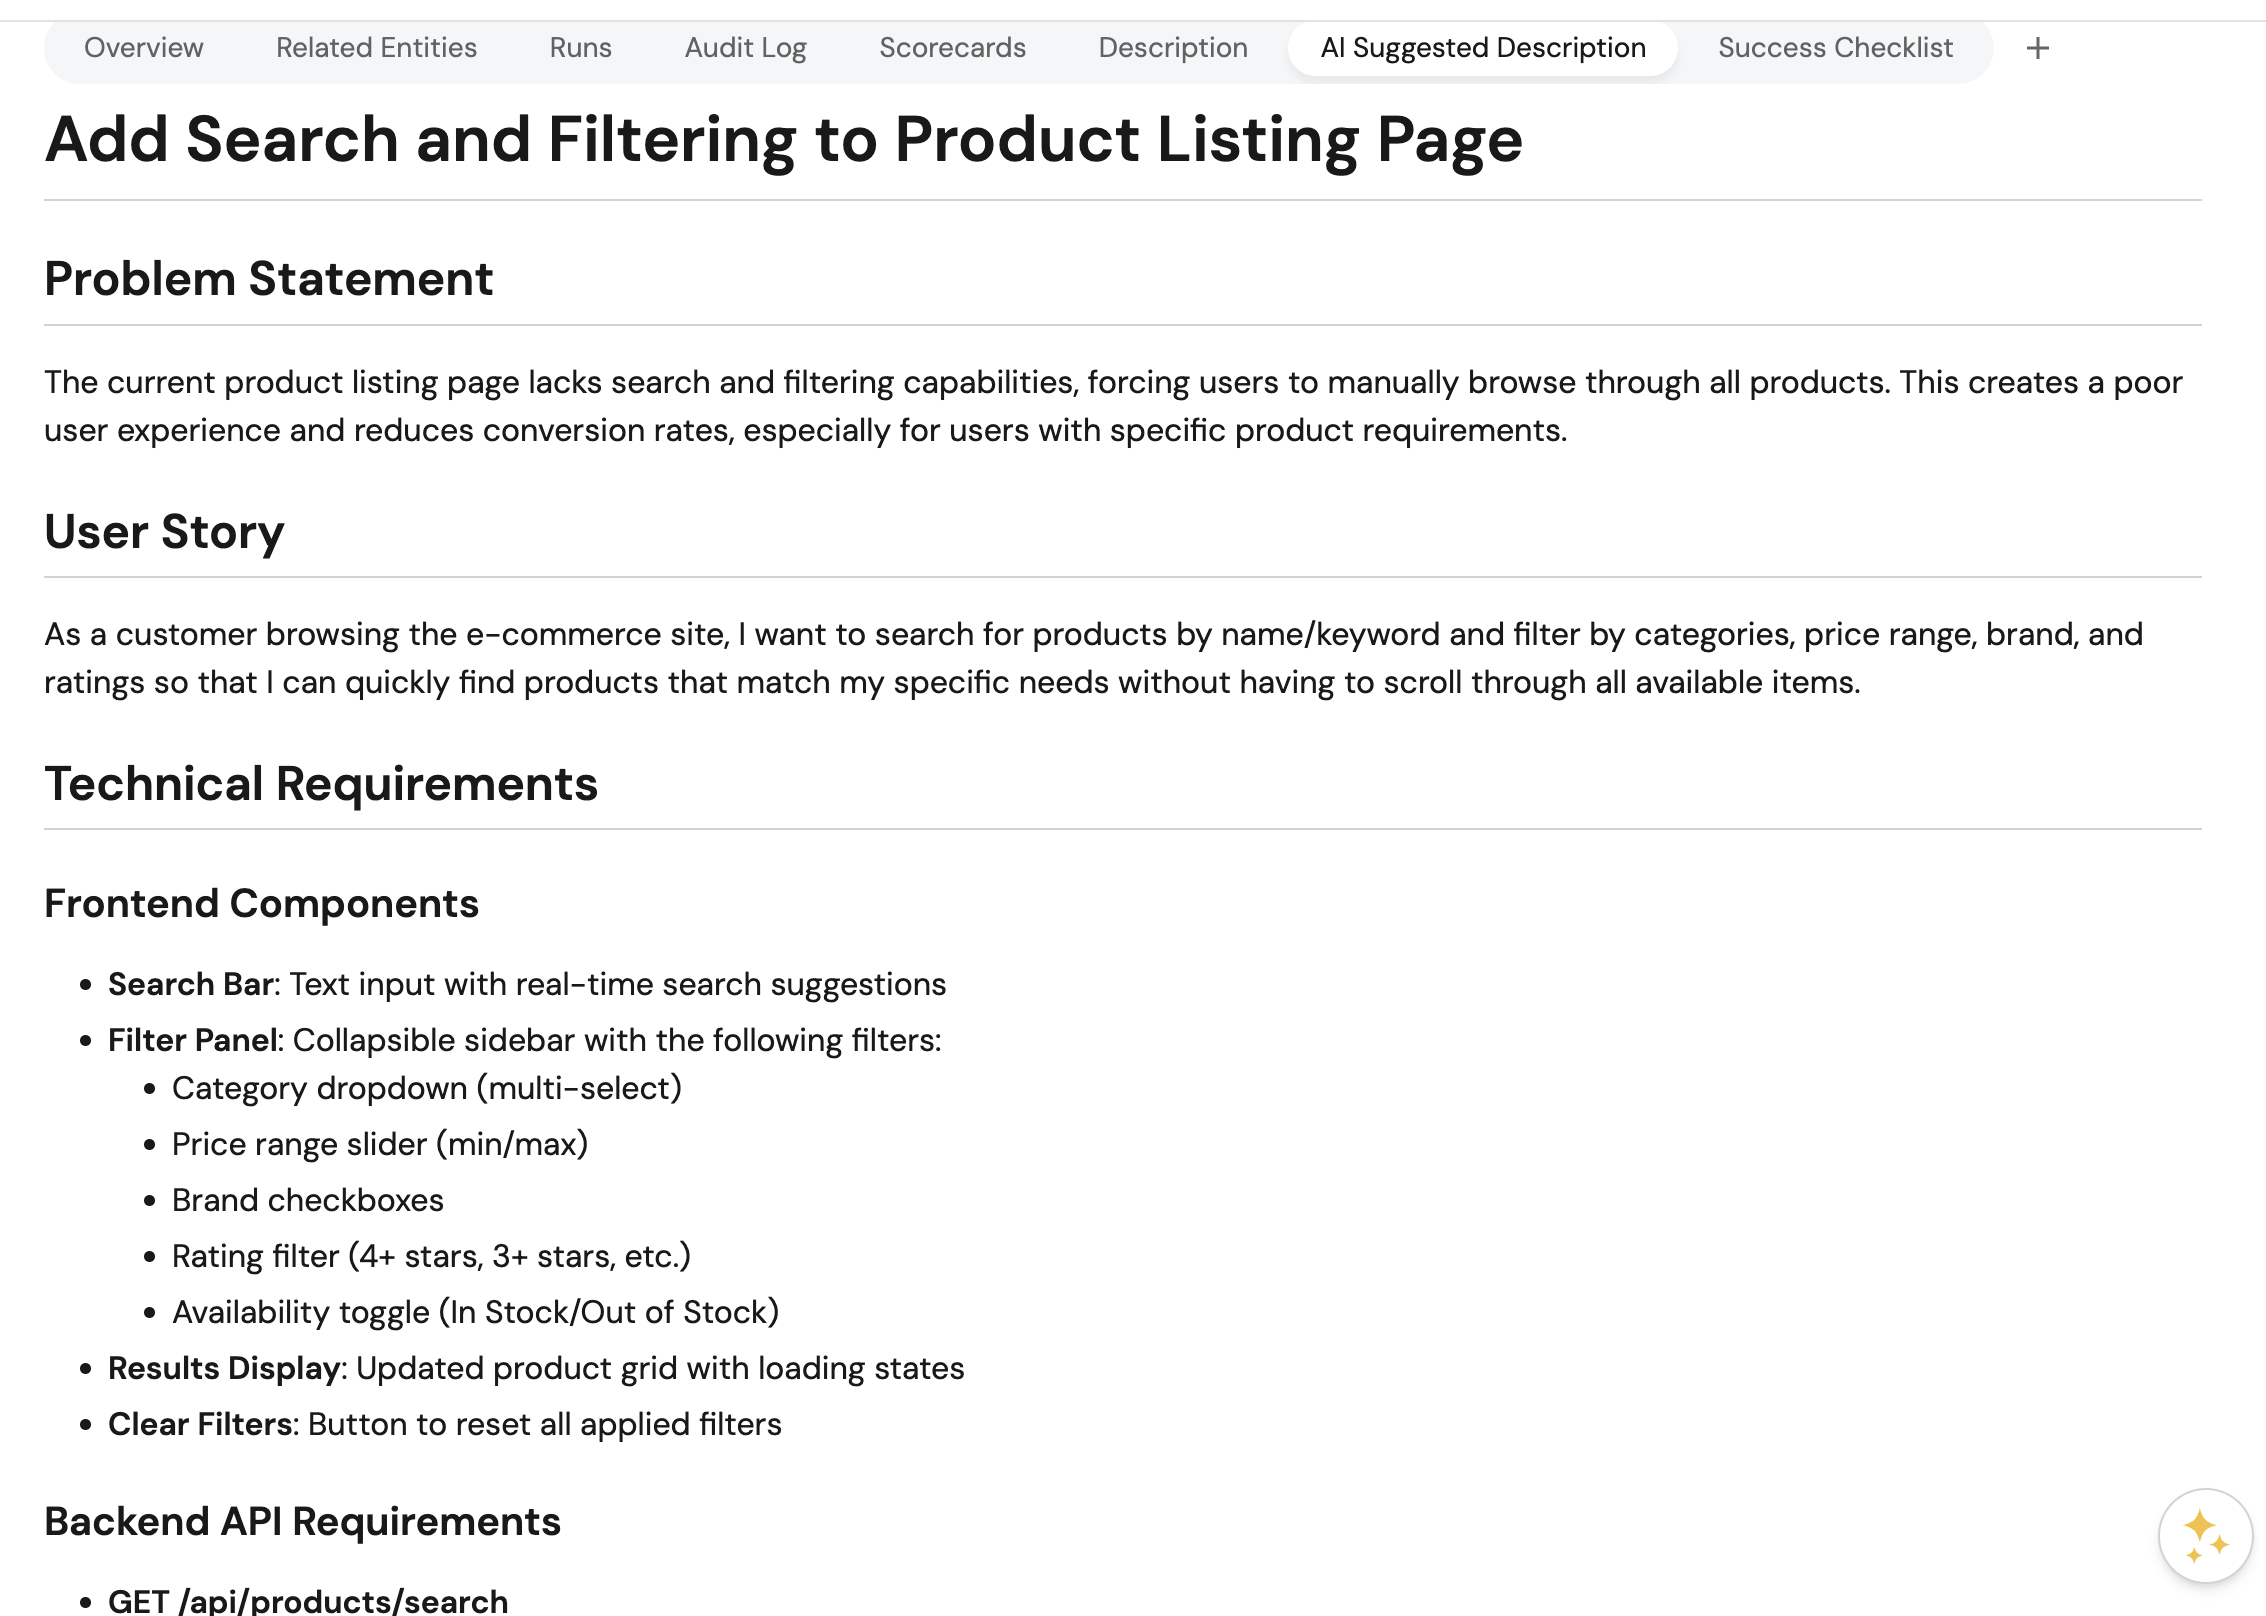 Overview Related Entities Runs Audit Log Scorecards Description AI Suggested Description Success Checklist +
Add Search and Filtering to Product Listing Page
Problem Statement
The current product listing page lacks search and filtering capabilities, forcing users to manually browse through all products. This creates a poor
user experience and reduces conversion rates, especially for users with specific product requirements.
User Story
As a customer browsing the e-commerce site, I want to search for products by name/keyword and filter by categories, price range, brand, and
ratings so that I can quickly find products that match my specific needs without having to scroll through all available items.
Technical Requirements
Frontend Components
• Search Bar: Text input with real-time search suggestions
• Filter Panel: Collapsible sidebar with the following filters:
• Category dropdown (multi-select)
• Price range slider (min/max)
• Brand checkboxes
• Rating filter (4+ stars, 3+ stars, etc.)
• Availability toggle (In Stock/Out of Stock)
• Results Display: Updated product grid with loading states
• Clear Filters: Button to reset all applied filters
Backend API Requirements
• GET /api/products/search